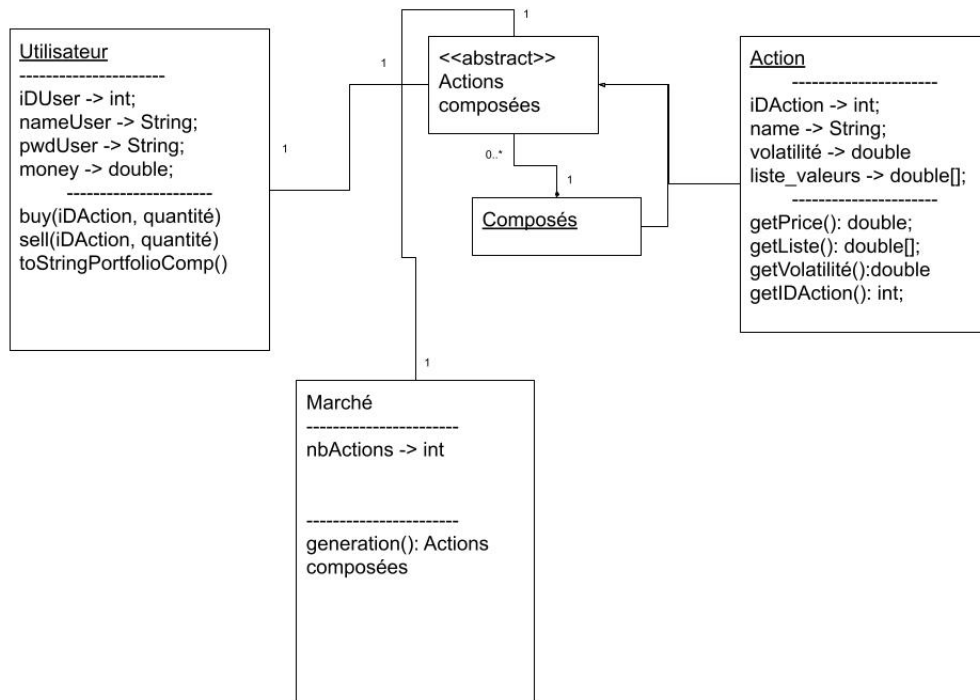 Utilisateur
----------------------
iDUser -> int;
nameUser -> String;
pwdUser -> String;
money -> double;
----------------------
buy(iDAction, quantité)
sell(iDAction, quantité)
toStringPortfolioComp()
1
1
1
<<abstract>>
Actions
composées
0..*
1
Composés
Action
----------------------
iDAction -> int;
name -> String;
volatilité -> double
liste_valeurs -> double[];
----------------------
getPrice(): double;
getListe(): double[];
getVolatilité():double
getIDAction(): int;
1
Marché
-----------------------
nbActions -> int
-----------------------
generation(): Actions
composées